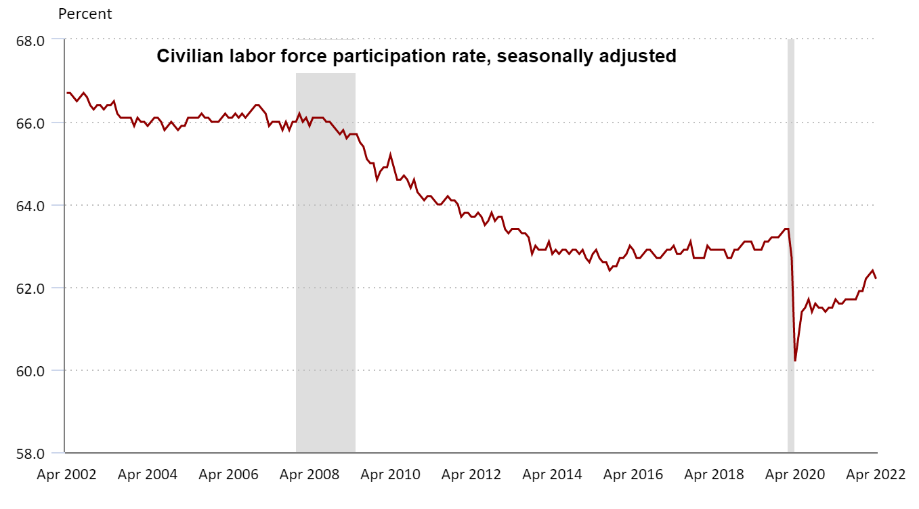 Percent
Civilian labor force participation rate, seasonally adjusted
68.0
66.0
64.0
62.0
60.0
58.0
Apr 2002 Apr 2004 Apr 2006 Apr 2008 Apr 2010 Apr 2012 Apr 2014 Apr 2016 Apr 2018 Apr 2020 Apr 2022